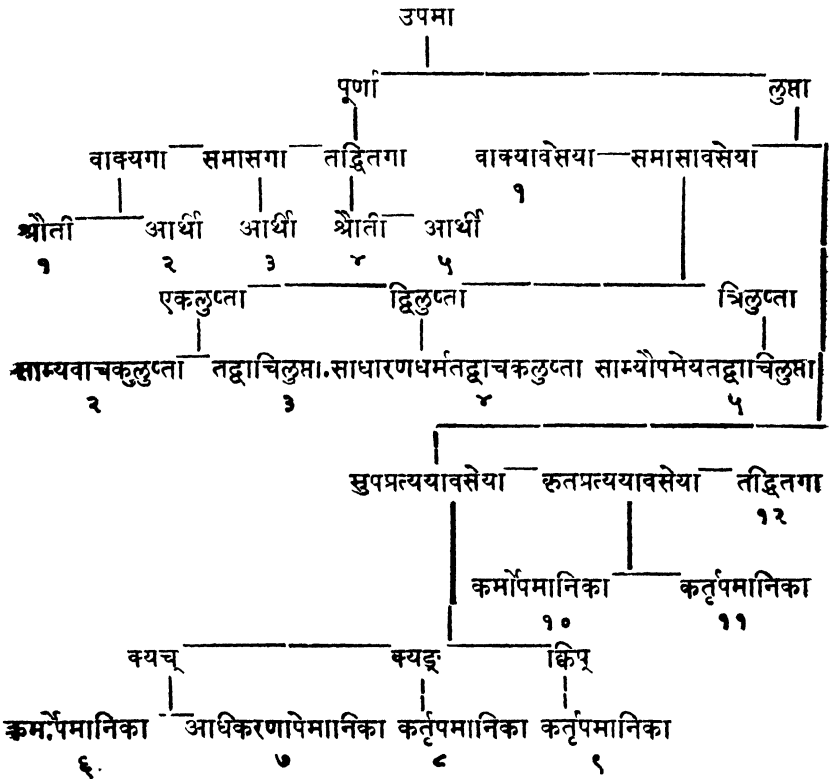 उपमा
पूर्णा लुप्ता
वाक्यगा समासगा तद्धितगा वाक्यावेसया समासावसेया
१
श्रौती आर्थी आर्थी श्रौती आर्थी
१ २ ३ ४ ५
एकलुप्ता द्विलुप्ता त्रिलुप्ता
साम्यवाचकलुप्ता तद्वाचिलुप्ता.साधारणधर्मतद्वाचकलुप्ता साम्यौपमेयतद्वाचिलुप्ता
२ ३ ४ ५
सुपप्रत्ययावसेया कृतप्रत्ययावसेया तद्धितगा
१२
कर्मोपमानिका कर्तृपमानिका
१० ११
क्यच् क्यङ् क्विप्
कर्मोपमानिका आधिकरणापेमानिका कर्तृपमानिका कर्तृपमानिका
६ ७ ८ ९